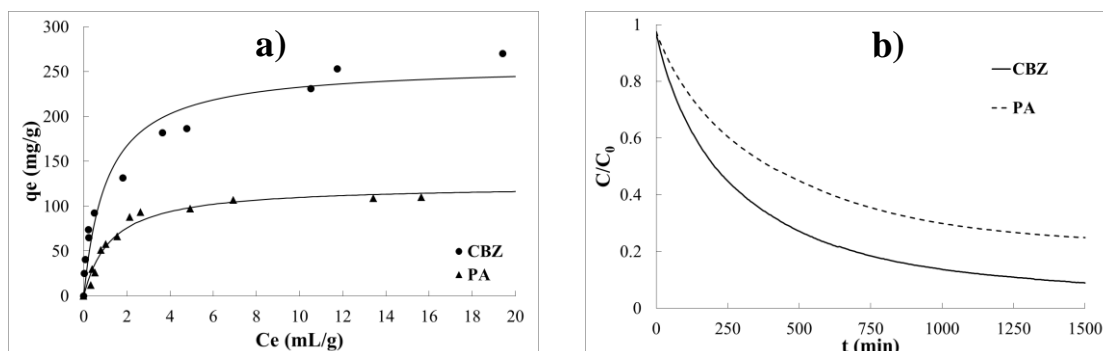 a)
300
250
200
150
100
50
0
qe (mg/g)
0 2 4 6 8 10 12 14 16 18 20
Ce (mL/g)
CBZ
PA
b)
1
0.8
0.6
0.4
0.2
0
C/C0
0 250 500 750 1000 1250 1500
t (min)
CBZ
PA